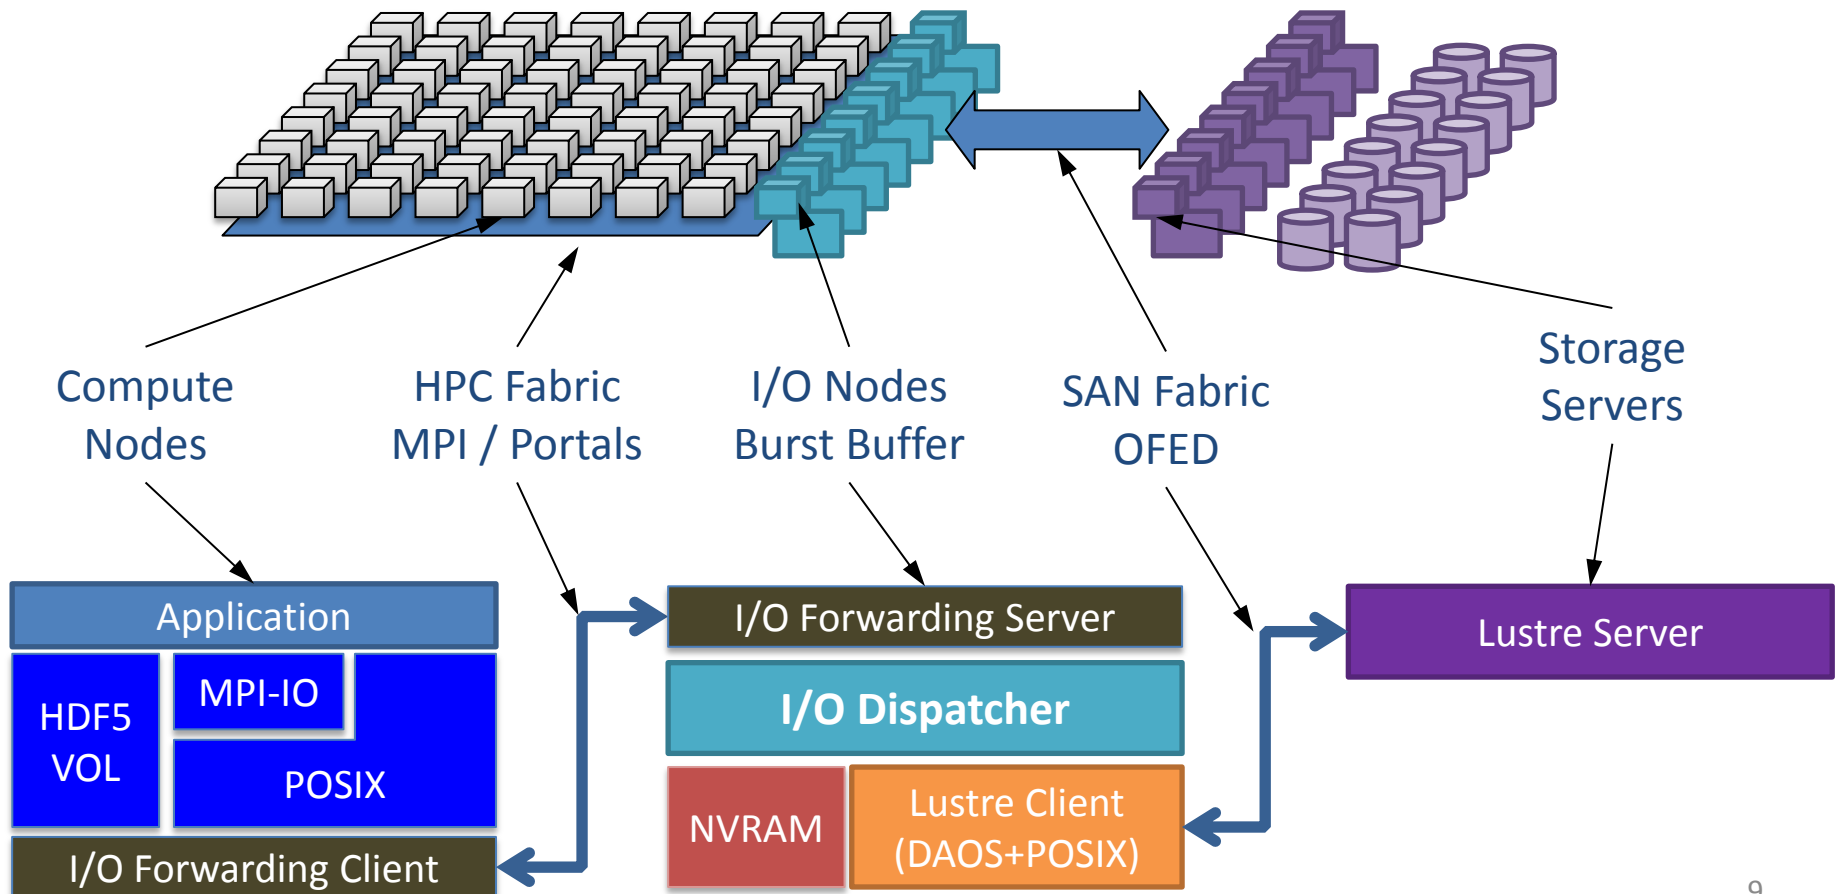 Compute
Nodes
HPC Fabric
MPI / Portals
I/O Nodes
Burst Buffer
SAN Fabric
OFED
Storage
Servers
Application
HDF5
VOL
MPI-IO
POSIX
I/O Forwarding Client
I/O Forwarding Server
I/O Dispatcher
NVRAM
Lustre Client
(DAOS+POSIX)
Lustre Server
9